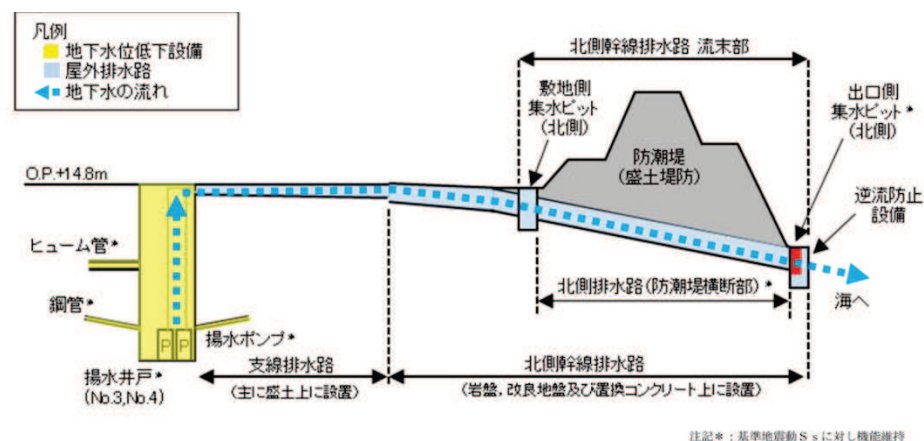 凡例
地下水位低下設備
屋外排水路
地下水の流れ
北側幹線排水路 流末部
敷地側
集水ピット
(北側)
出口側
集水ピット*
(北側)
防潮堤
(盛土堤防)
逆流防止
設備
O.P.+14.8m
ヒューム管*
鋼管*
北側排水路(防潮堤横断部)*
海へ
P P
揚水ポンプ*
揚水井戸*
(No.3,No.4)
支線排水路
(主に盛土上に設置)
北側幹線排水路
(岩盤,改良地盤及び置換コンクリート上に設置)
注記*:基準地震動Ssに対し機能維持